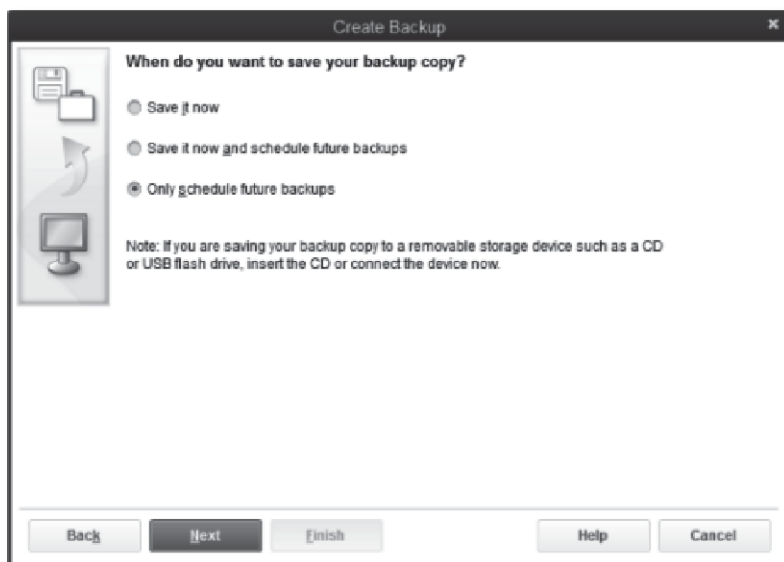 Create Backup
When do you want to save your backup copy?
Save it now
Save it now and schedule future backups
Only schedule future backups
Note: If you are saving your backup copy to a removable storage device such as a CD
or USB flash drive, insert the CD or connect the device now.
Back
Next
Finish
Help
Cancel